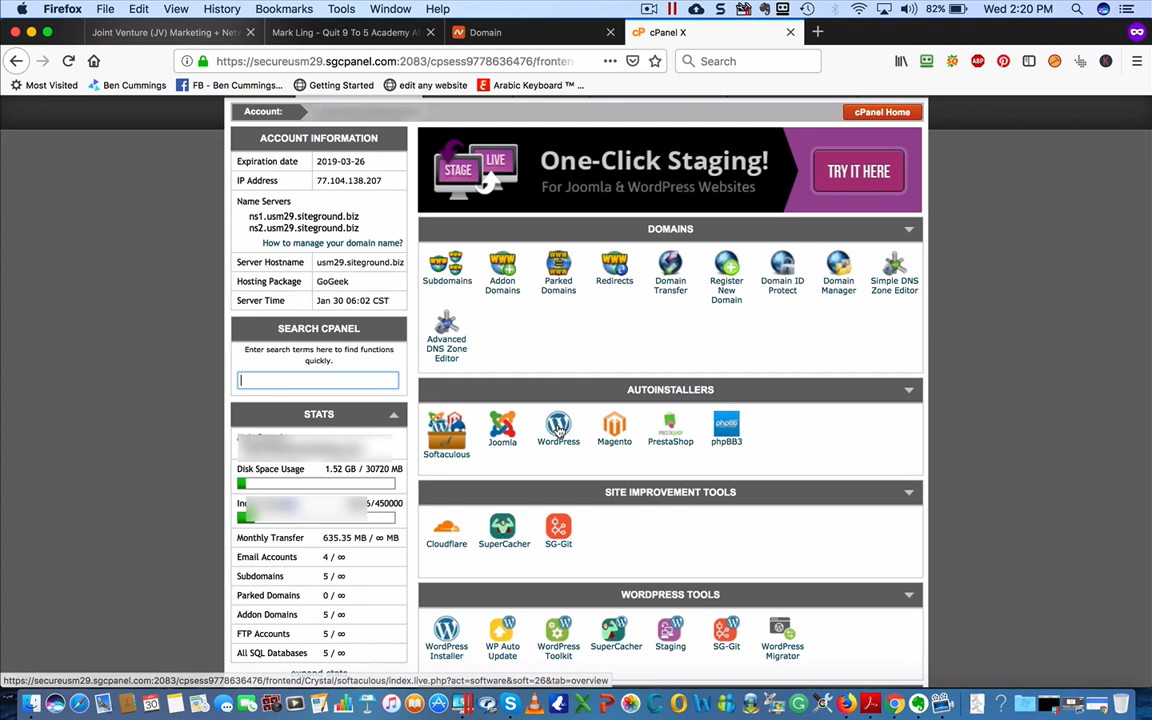 Firefox File Edit View History Bookmarks Tools Window Help
82% Wed 2:20 PM
Joint Venture (JV) Marketing + Net
Mark Ling - Quit 9 To 5 Academy A
Domain
cPanel X
https://secureusm29.sgcpanel.com:2083/cpsess9778636476/fronten
Search
Most Visited
Ben Cummings
FB - Ben Cummings...
Getting Started
edit any website
Arabic Keyboard ™ ...
Account:
cPanel Home
ACCOUNT INFORMATION
Expiration date 2019-03-26
IP Address 77.104.138.207
Name Servers
ns1.usm29.siteground.biz
ns2.usm29.siteground.biz
How to manage your domain name?
Server Hostname usm29.siteground.biz
Hosting Package GoGeek
Server Time Jan 30 06:02 CST
SEARCH CPANEL
Enter search terms here to find functions
quickly.
STATS
Disk Space Usage 1.52 GB / 30720 MB
6/450000
Monthly Transfer 635.35 MB / ∞ MB
Email Accounts 4 / ∞
Subdomains 5 / ∞
Parked Domains 0 / ∞
Addon Domains 5 / ∞
FTP Accounts 5 / ∞
All SQL Databases 5 / ∞
expand stats
STAGE
LIVE
One-Click Staging!
For Joomla & WordPress Websites
TRY IT HERE
DOMAINS
Subdomains
Addon
Domains
Parked
Domains
Redirects
Domain
Transfer
Register
New
Domain
Domain ID
Protect
Domain
Manager
Simple DNS
Zone Editor
Advanced
DNS Zone
Editor
AUTOINSTALLERS
Softaculous
Joomla
WordPress
Magento
PrestaShop
phpBB3
SITE IMPROVEMENT TOOLS
Cloudflare
SuperCacher
SG-Git
WORDPRESS TOOLS
WordPress
Installer
WP Auto
Update
WordPress
Toolkit
SuperCacher
Staging
SG-Git
WordPress
Migrator
https://secureusm29.sgcpanel.com:2083/cpsess9778636476/frontend/Crystal/softaculous/index.live.php?act=software&soft=26&tab=overview